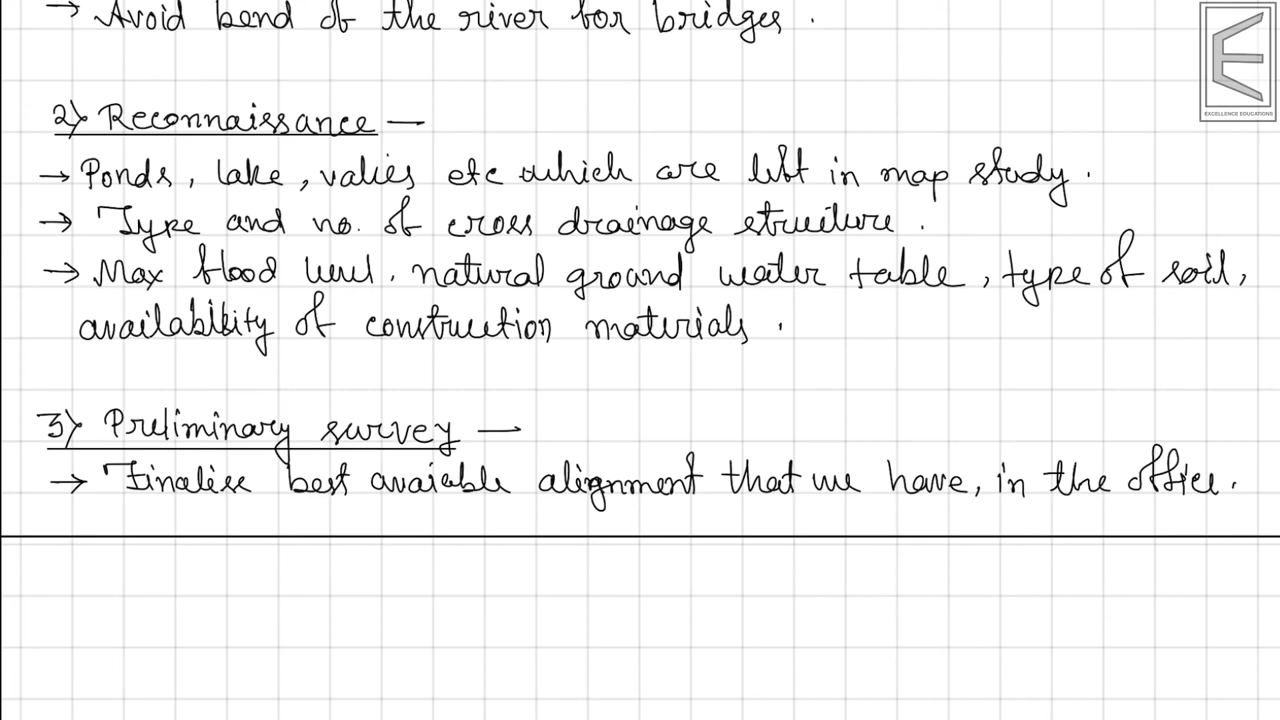 → Avoid bend of the river for bridges.
EXCELLENCE EDUCATIONS
2) Reconnaissance —
→ Ponds, lake, valies etc which are left in map study.
→ Type and no. of cross drainage structure.
→ Max flood level, natural ground water table, type of soil,
availability of construction materials.
3) Preliminary survey —
→ Finalise best avaiable alignment that we have, in the office.